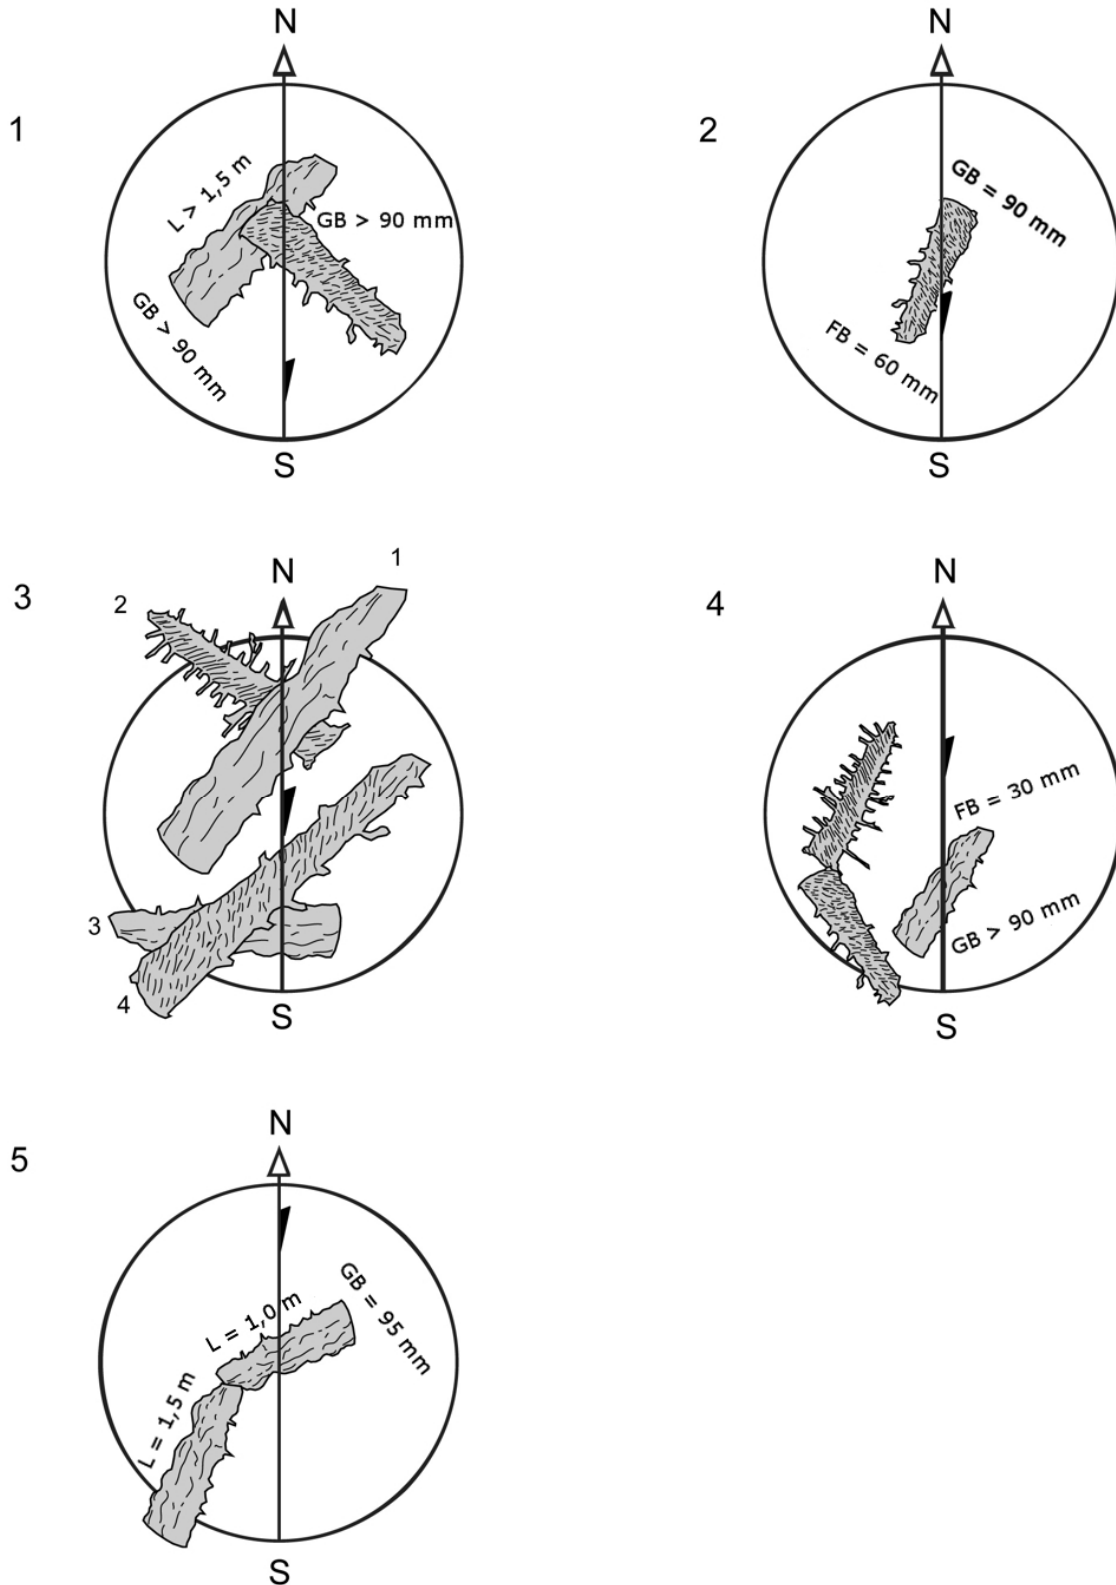 N
N
1
2
L > 1,5 m
GB > 90 mm
GB > 90 mm
GB = 90 mm
FB = 60 mm
S
S
1
N
N
3
2
4
FB = 30 mm
3
GB > 90 mm
4
S
S
N
5
GB = 95 mm
L = 1,0 m
L = 1,5 m
S